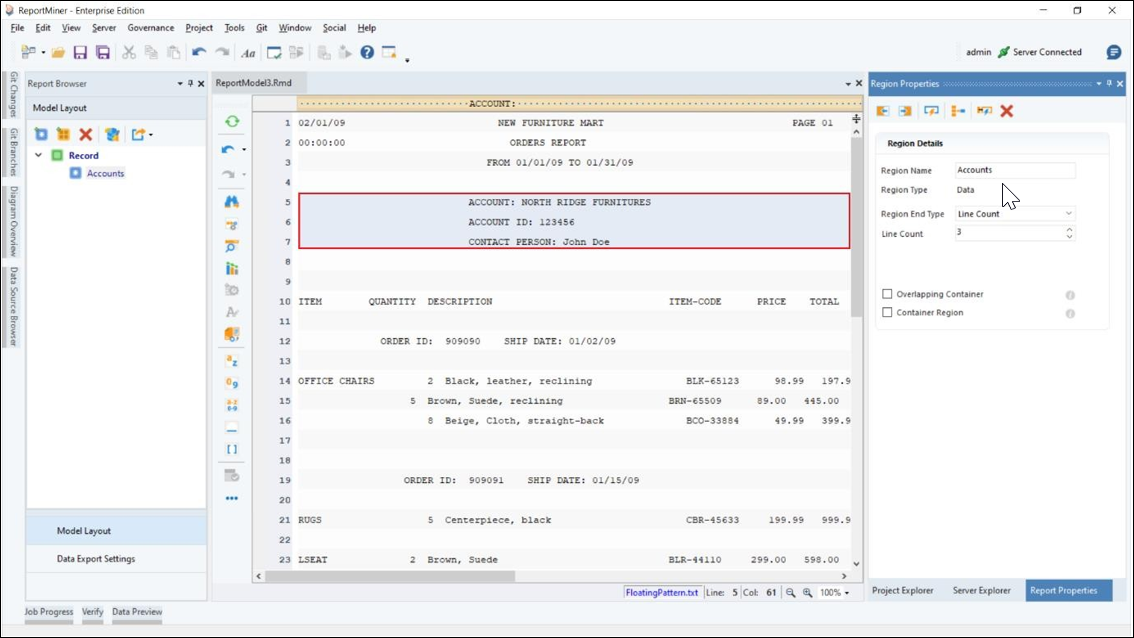 ReportMiner - Enterprise Edition
File Edit View Server Governance Project Tools Git Window Social Help
admin Server Connected
Git Changes
Git Branches
Diagram Overview
Data Source Browser
Report Browser
Model Layout
Record
Accounts
Model Layout
Data Export Settings
ReportModel3.Rmd
ACCOUNT:
1 02/01/09 NEW FURNITURE MART PAGE 01
2 00:00:00 ORDERS REPORT
3 FROM 01/01/09 TO 01/31/09
4
5 ACCOUNT: NORTH RIDGE FURNITURES
6 ACCOUNT ID: 123456
7 CONTACT PERSON: John Doe
8
9
10 ITEM QUANTITY DESCRIPTION ITEM-CODE PRICE TOTAL
11
12 ORDER ID: 909090 SHIP DATE: 01/02/09
13
14 OFFICE CHAIRS 2 Black, leather, reclining BLK-65123 98.99 197.9
15 5 Brown, Suede, reclining BRN-65509 89.00 445.00
16 8 Beige, Cloth, straight-back BCO-33884 49.99 399.9
17
18
19 ORDER ID: 909091 SHIP DATE: 01/15/09
20
21 RUGS 5 Centerpiece, black CBR-45633 199.99 999.9
22
23 LSEAT 2 Brown, Suede BLR-44110 299.00 598.00
FloatingPattern.txt Line: 5 Col: 61 100%
Region Properties
Region Details
Region Name Accounts
Region Type Data
Region End Type Line Count
Line Count 3
Overlapping Container
Container Region
Project Explorer Server Explorer Report Properties
Job Progress Verify Data Preview